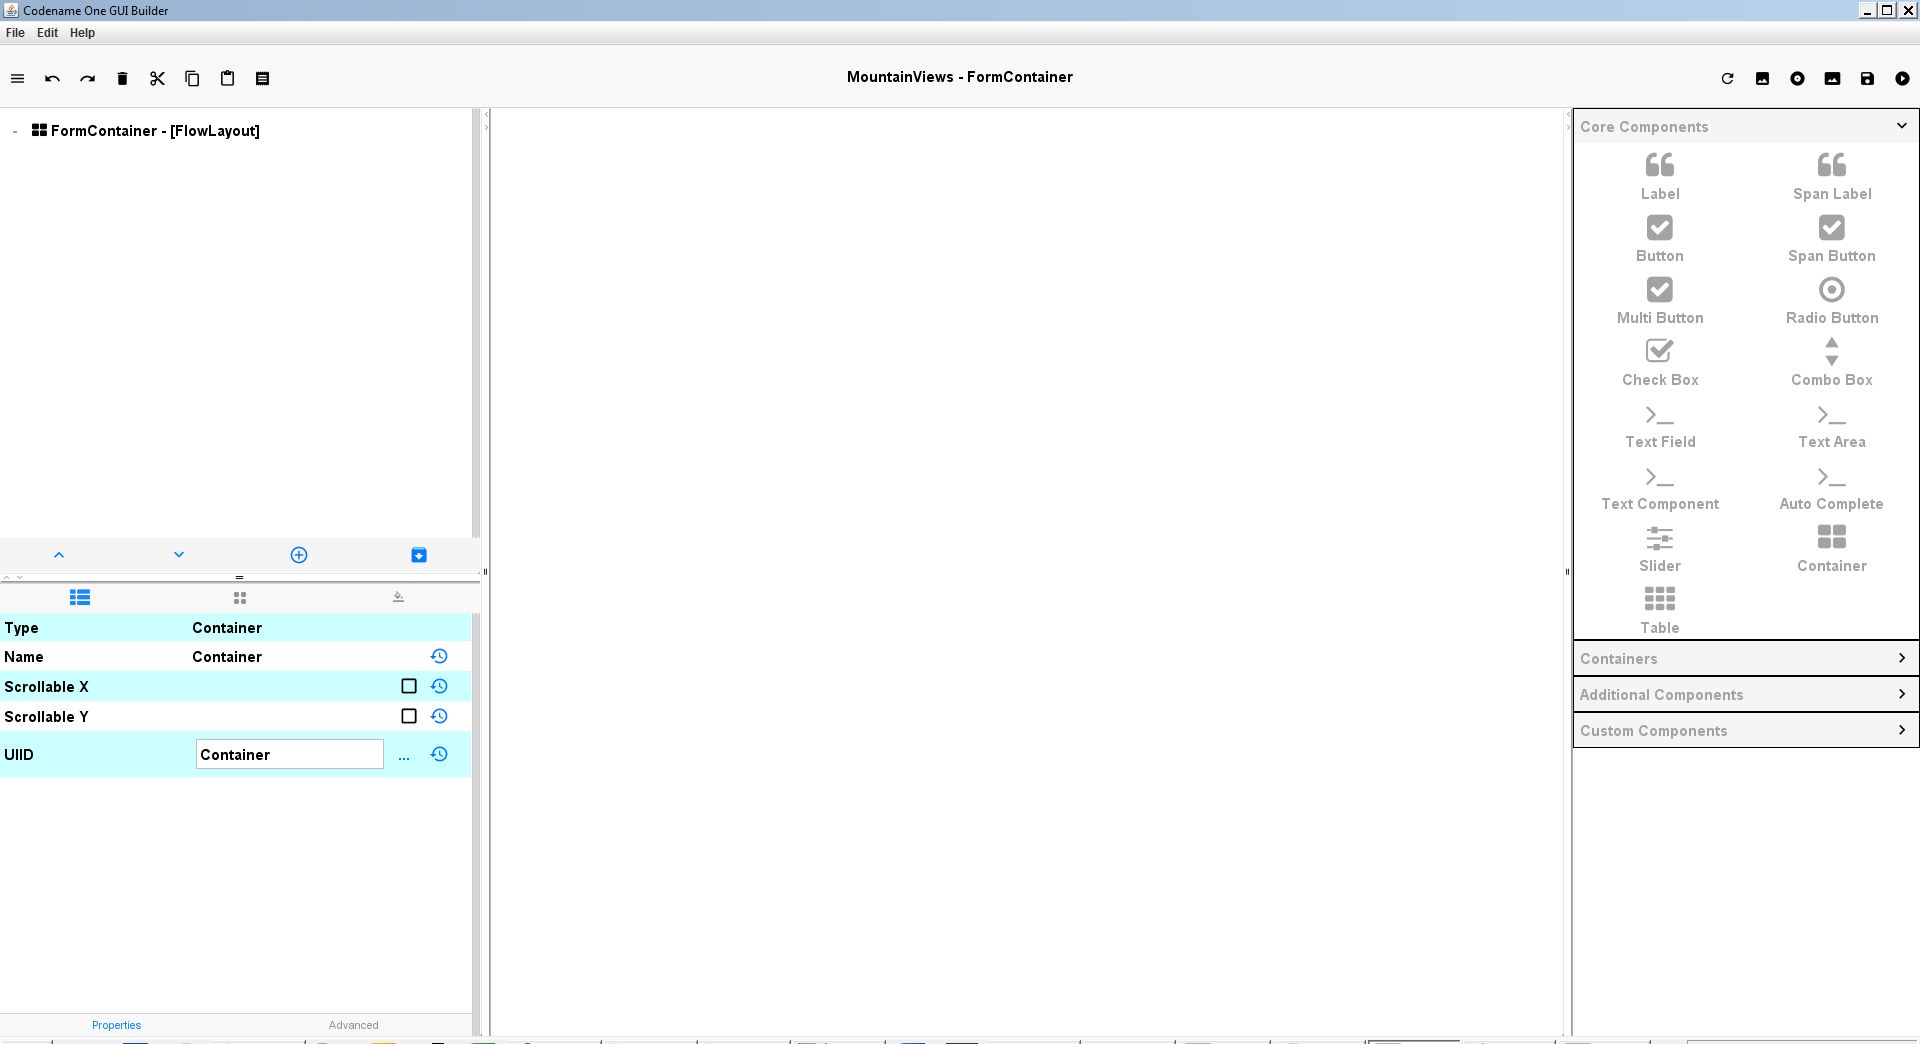 Codename One GUI Builder
File Edit Help
MountainViews - FormContainer
- FormContainer - [FlowLayout]
Type Container
Name Container
Scrollable X
Scrollable Y
UIID Container ...
Properties Advanced
Core Components
Label Span Label
Button Span Button
Multi Button Radio Button
Check Box Combo Box
Text Field Text Area
Text Component Auto Complete
Slider Container
Table
Containers
Additional Components
Custom Components